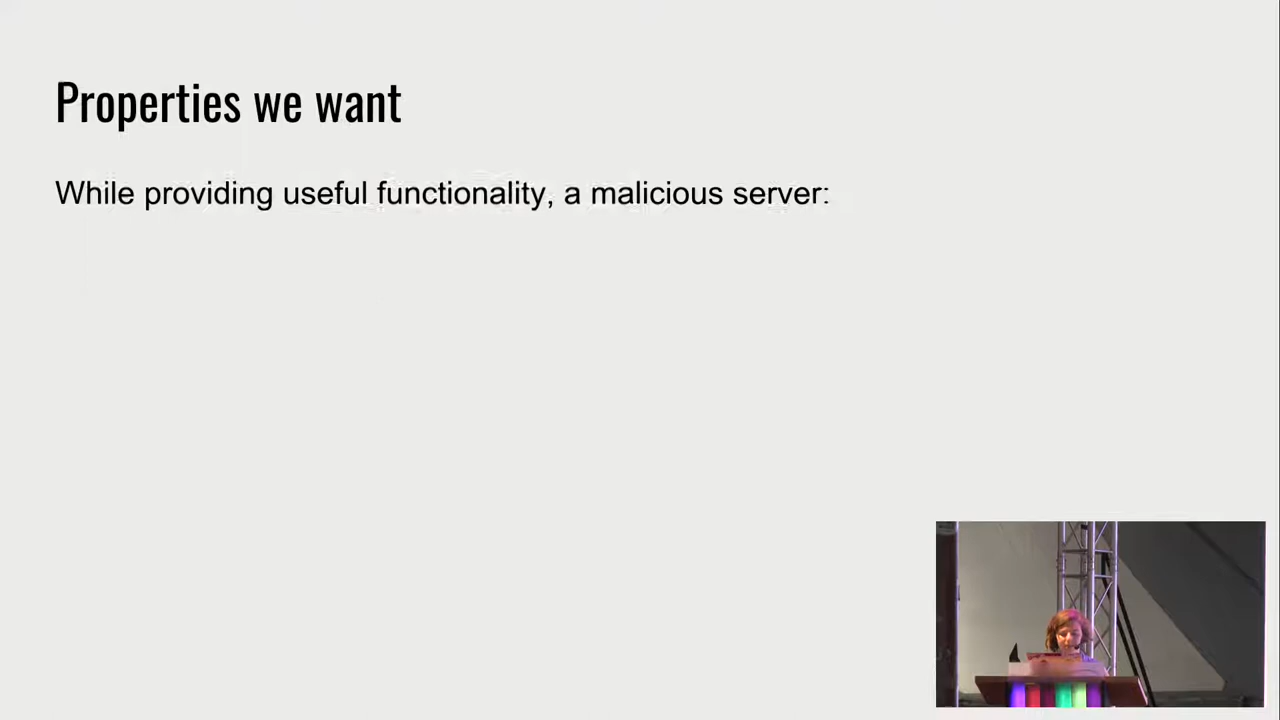 Properties we want
While providing useful functionality, a malicious server: